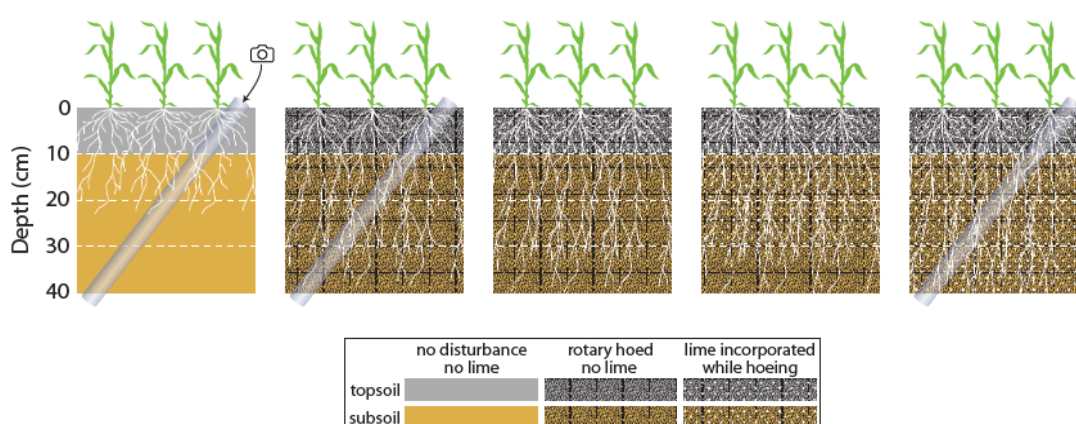 0
10
20
30
40
Depth (cm)
no disturbance
no lime
rotary hoed
no lime
lime incorporated
while hoeing
topsoil
subsoil